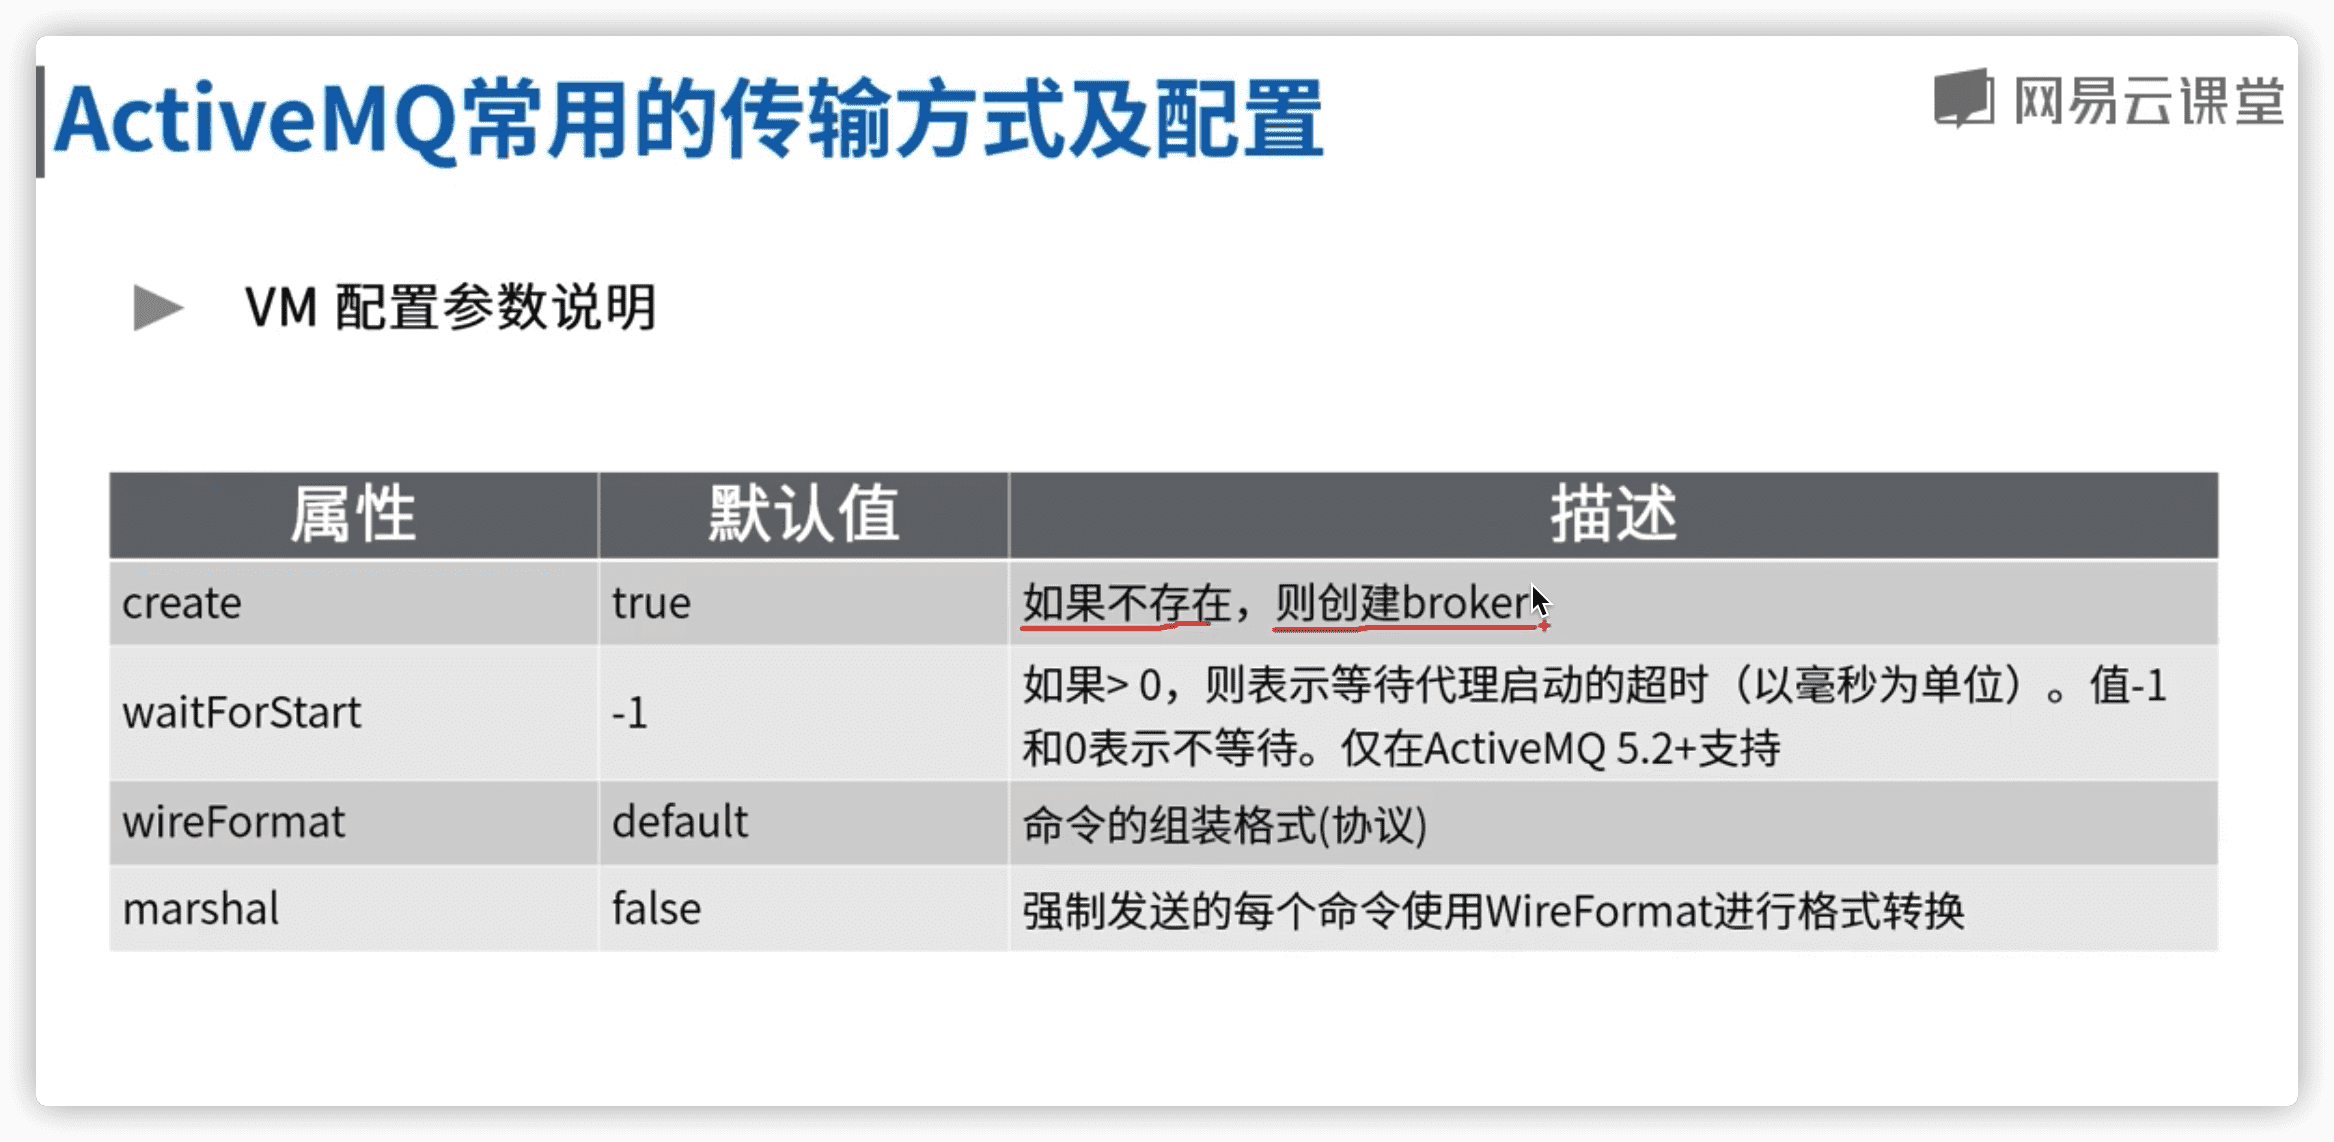 ActiveMQ常用的传输方式及配置
网易云课堂
VM 配置参数说明
属性 默认值 描述
create true 如果不存在，则创建broker
waitForStart -1 如果> 0，则表示等待代理启动的超时（以毫秒为单位）。值-1
和0表示不等待。仅在ActiveMQ 5.2+支持
wireFormat default 命令的组装格式(协议)
marshal false 强制发送的每个命令使用WireFormat进行格式转换